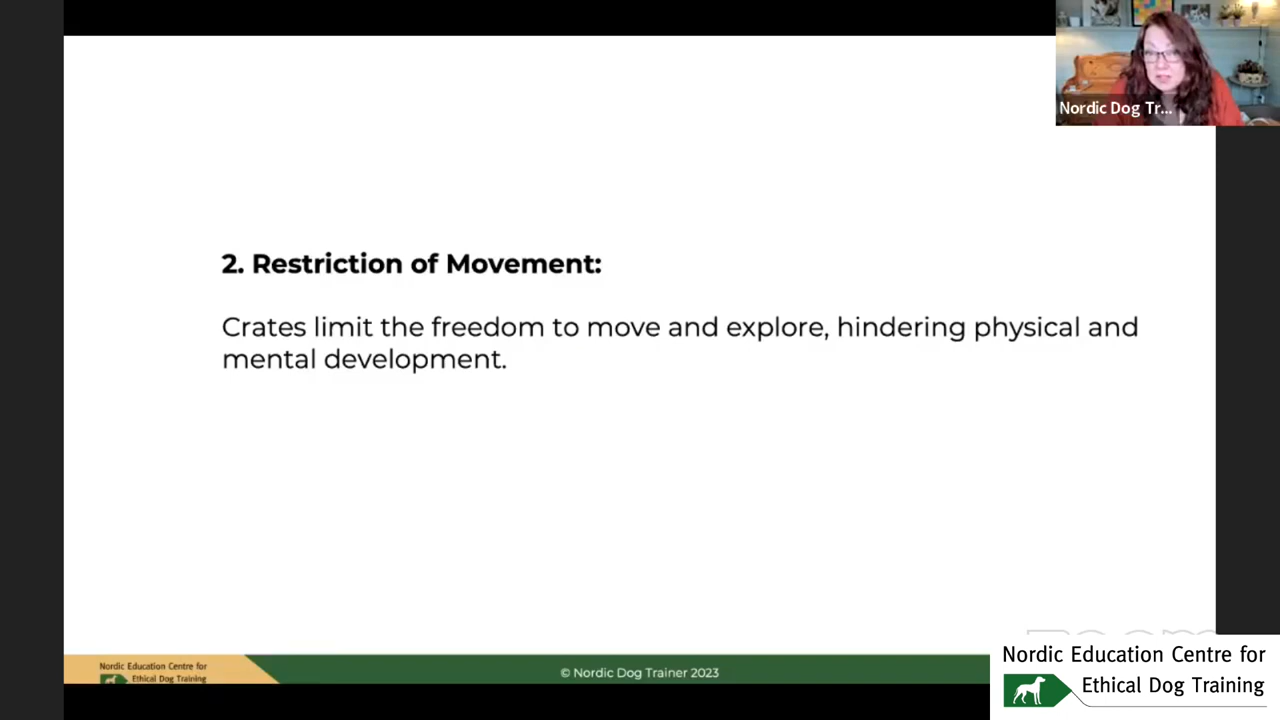 Nordic Dog Tr...
2. Restriction of Movement:
Crates limit the freedom to move and explore, hindering physical and
mental development.
Nordic Education Centre for
Ethical Dog Training
© Nordic Dog Trainer 2023
zoom
Nordic Education Centre for
Ethical Dog Training